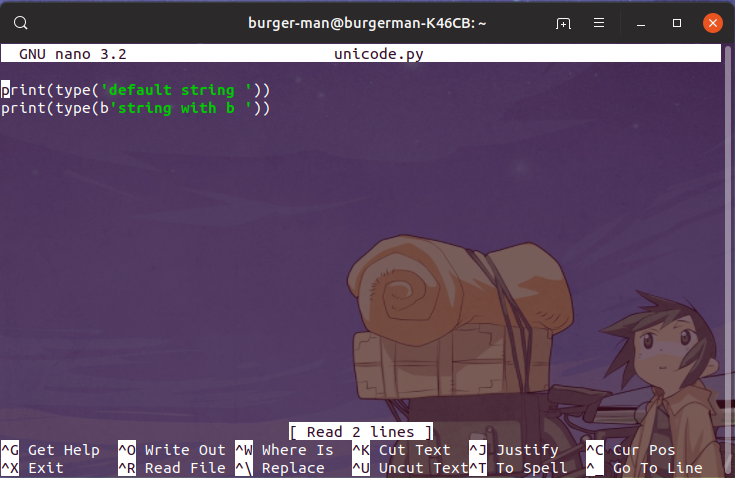 burger-man@burgerman-K46CB: ~
GNU nano 3.2 unicode.py
print(type('default string '))
print(type(b'string with b '))
[ Read 2 lines ]
^G Get Help ^O Write Out ^W Where Is ^K Cut Text ^J Justify ^C Cur Pos
^X Exit ^R Read File ^\ Replace ^U Uncut Text ^T To Spell ^_ Go To Line